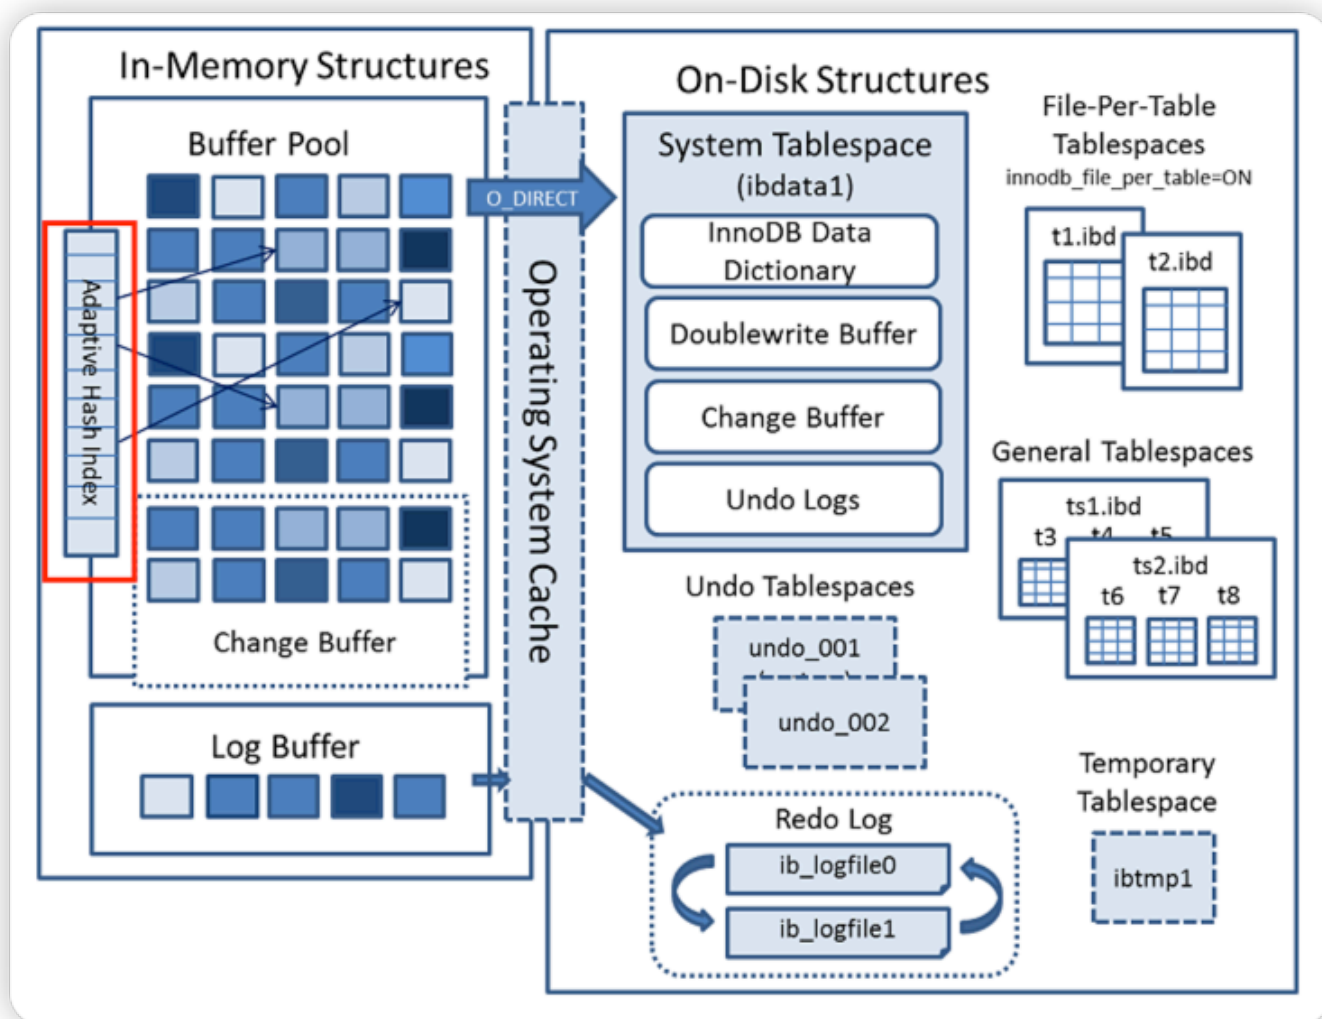 In-Memory Structures
Buffer Pool
Adaptive Hash Index
Change Buffer
Log Buffer
Operating System Cache
O_DIRECT
On-Disk Structures
System Tablespace
(ibdata1)
InnoDB Data
Dictionary
Doublewrite Buffer
Change Buffer
Undo Logs
Undo Tablespaces
undo_001
undo_002
Redo Log
ib_logfile0
ib_logfile1
File-Per-Table
Tablespaces
innodb_file_per_table=ON
t1.ibd
t2.ibd
General Tablespaces
ts1.ibd
t3 t4 t5
ts2.ibd
t6 t7 t8
Temporary
Tablespace
ibtmp1